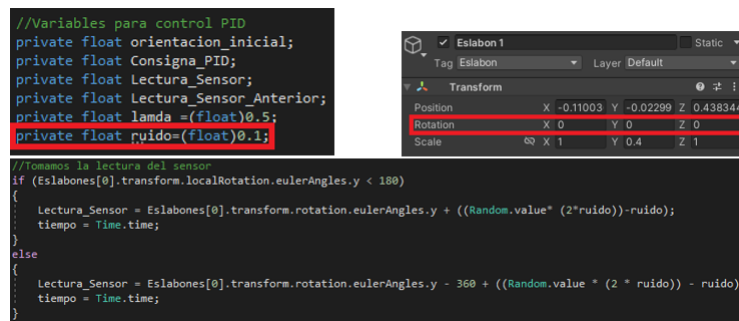 //Variables para control PID
private float orientacion_inicial;
private float Consigna_PID;
private float Lectura_Sensor;
private float Lectura_Sensor_Anterior;
private float lamda =(float)0.5;
private float ruido=(float)0.1;
Eslabon 1 Static
Tag Eslabon Layer Default
Transform
Position X -0.11003 Y -0.02299 Z 0.438344
Rotation X 0 Y 0 Z 0
Scale X 1 Y 0.4 Z 1
//Tomamos la lectura del sensor
if (Eslabones[0].transform.localRotation.eulerAngles.y < 180)
{
Lectura_Sensor = Eslabones[0].transform.rotation.eulerAngles.y + ((Random.value* (2*ruido))-ruido);
tiempo = Time.time;
}
else
{
Lectura_Sensor = Eslabones[0].transform.rotation.eulerAngles.y - 360 + ((Random.value * (2 * ruido)) - ruido)
tiempo = Time.time;
}